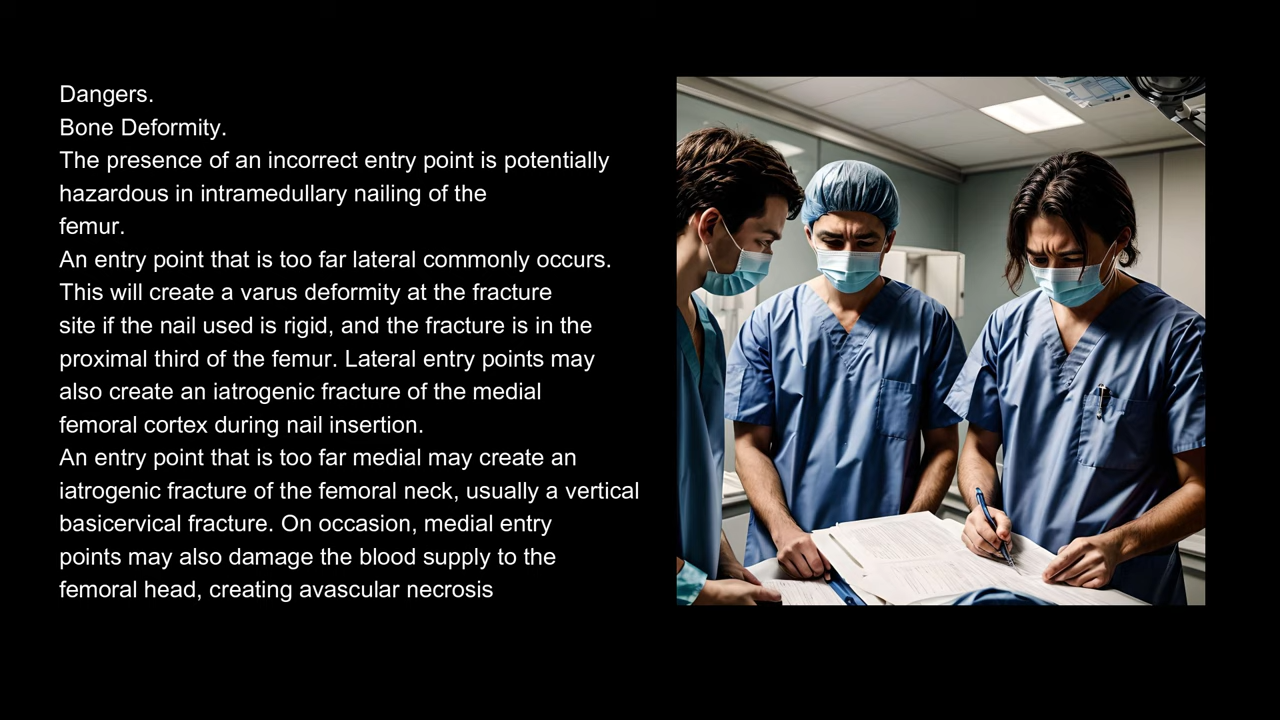 Dangers.
Bone Deformity.
The presence of an incorrect entry point is potentially
hazardous in intramedullary nailing of the
femur.
An entry point that is too far lateral commonly occurs.
This will create a varus deformity at the fracture
site if the nail used is rigid, and the fracture is in the
proximal third of the femur. Lateral entry points may
also create an iatrogenic fracture of the medial
femoral cortex during nail insertion.
An entry point that is too far medial may create an
iatrogenic fracture of the femoral neck, usually a vertical
basicervical fracture. On occasion, medial entry
points may also damage the blood supply to the
femoral head, creating avascular necrosis